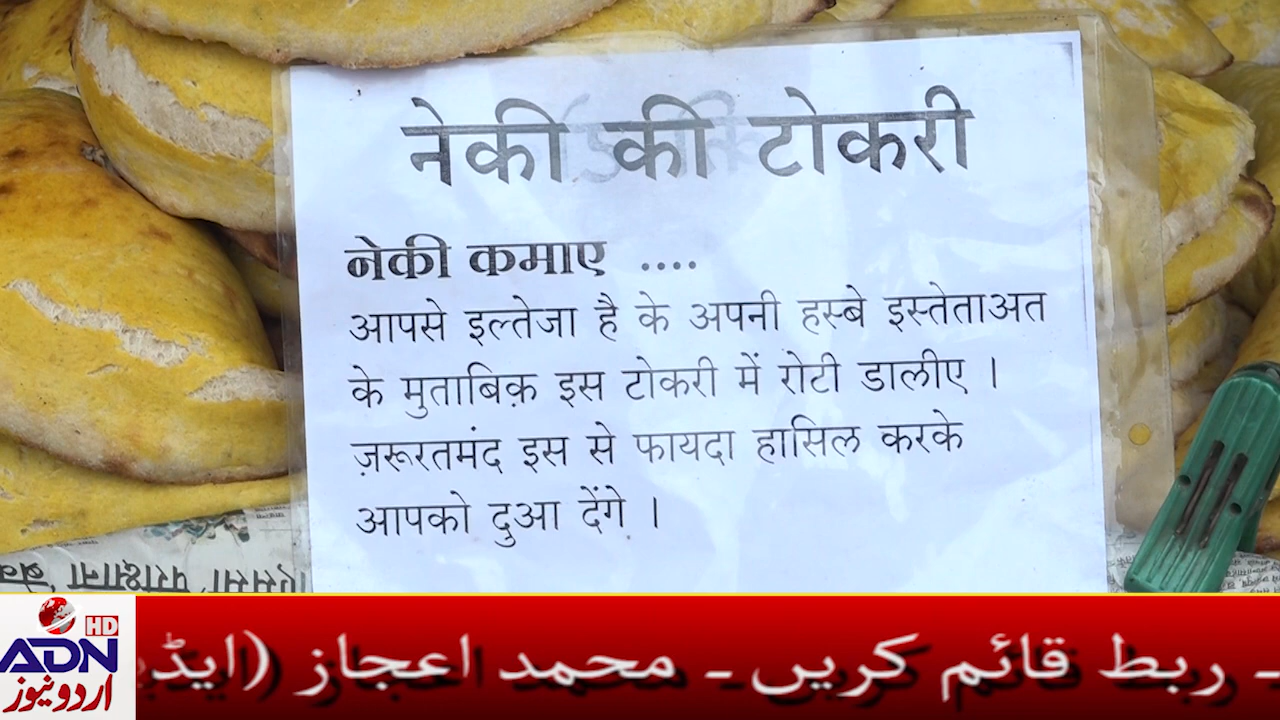 नेकी की टोकरी
नेकी कमाए ....
आपसे इल्तेजा है के अपनी हस्बे इस्तेताअत
के मुताबिक़ इस टोकरी में रोटी डालीए ।
ज़रूरतमंद इस से फायदा हासिल करके
आपको दुआ देंगे ।
HD
ADN
اردو نیوز
۔ ربط قائم کریں ۔ محمد اعجاز (ایڈ